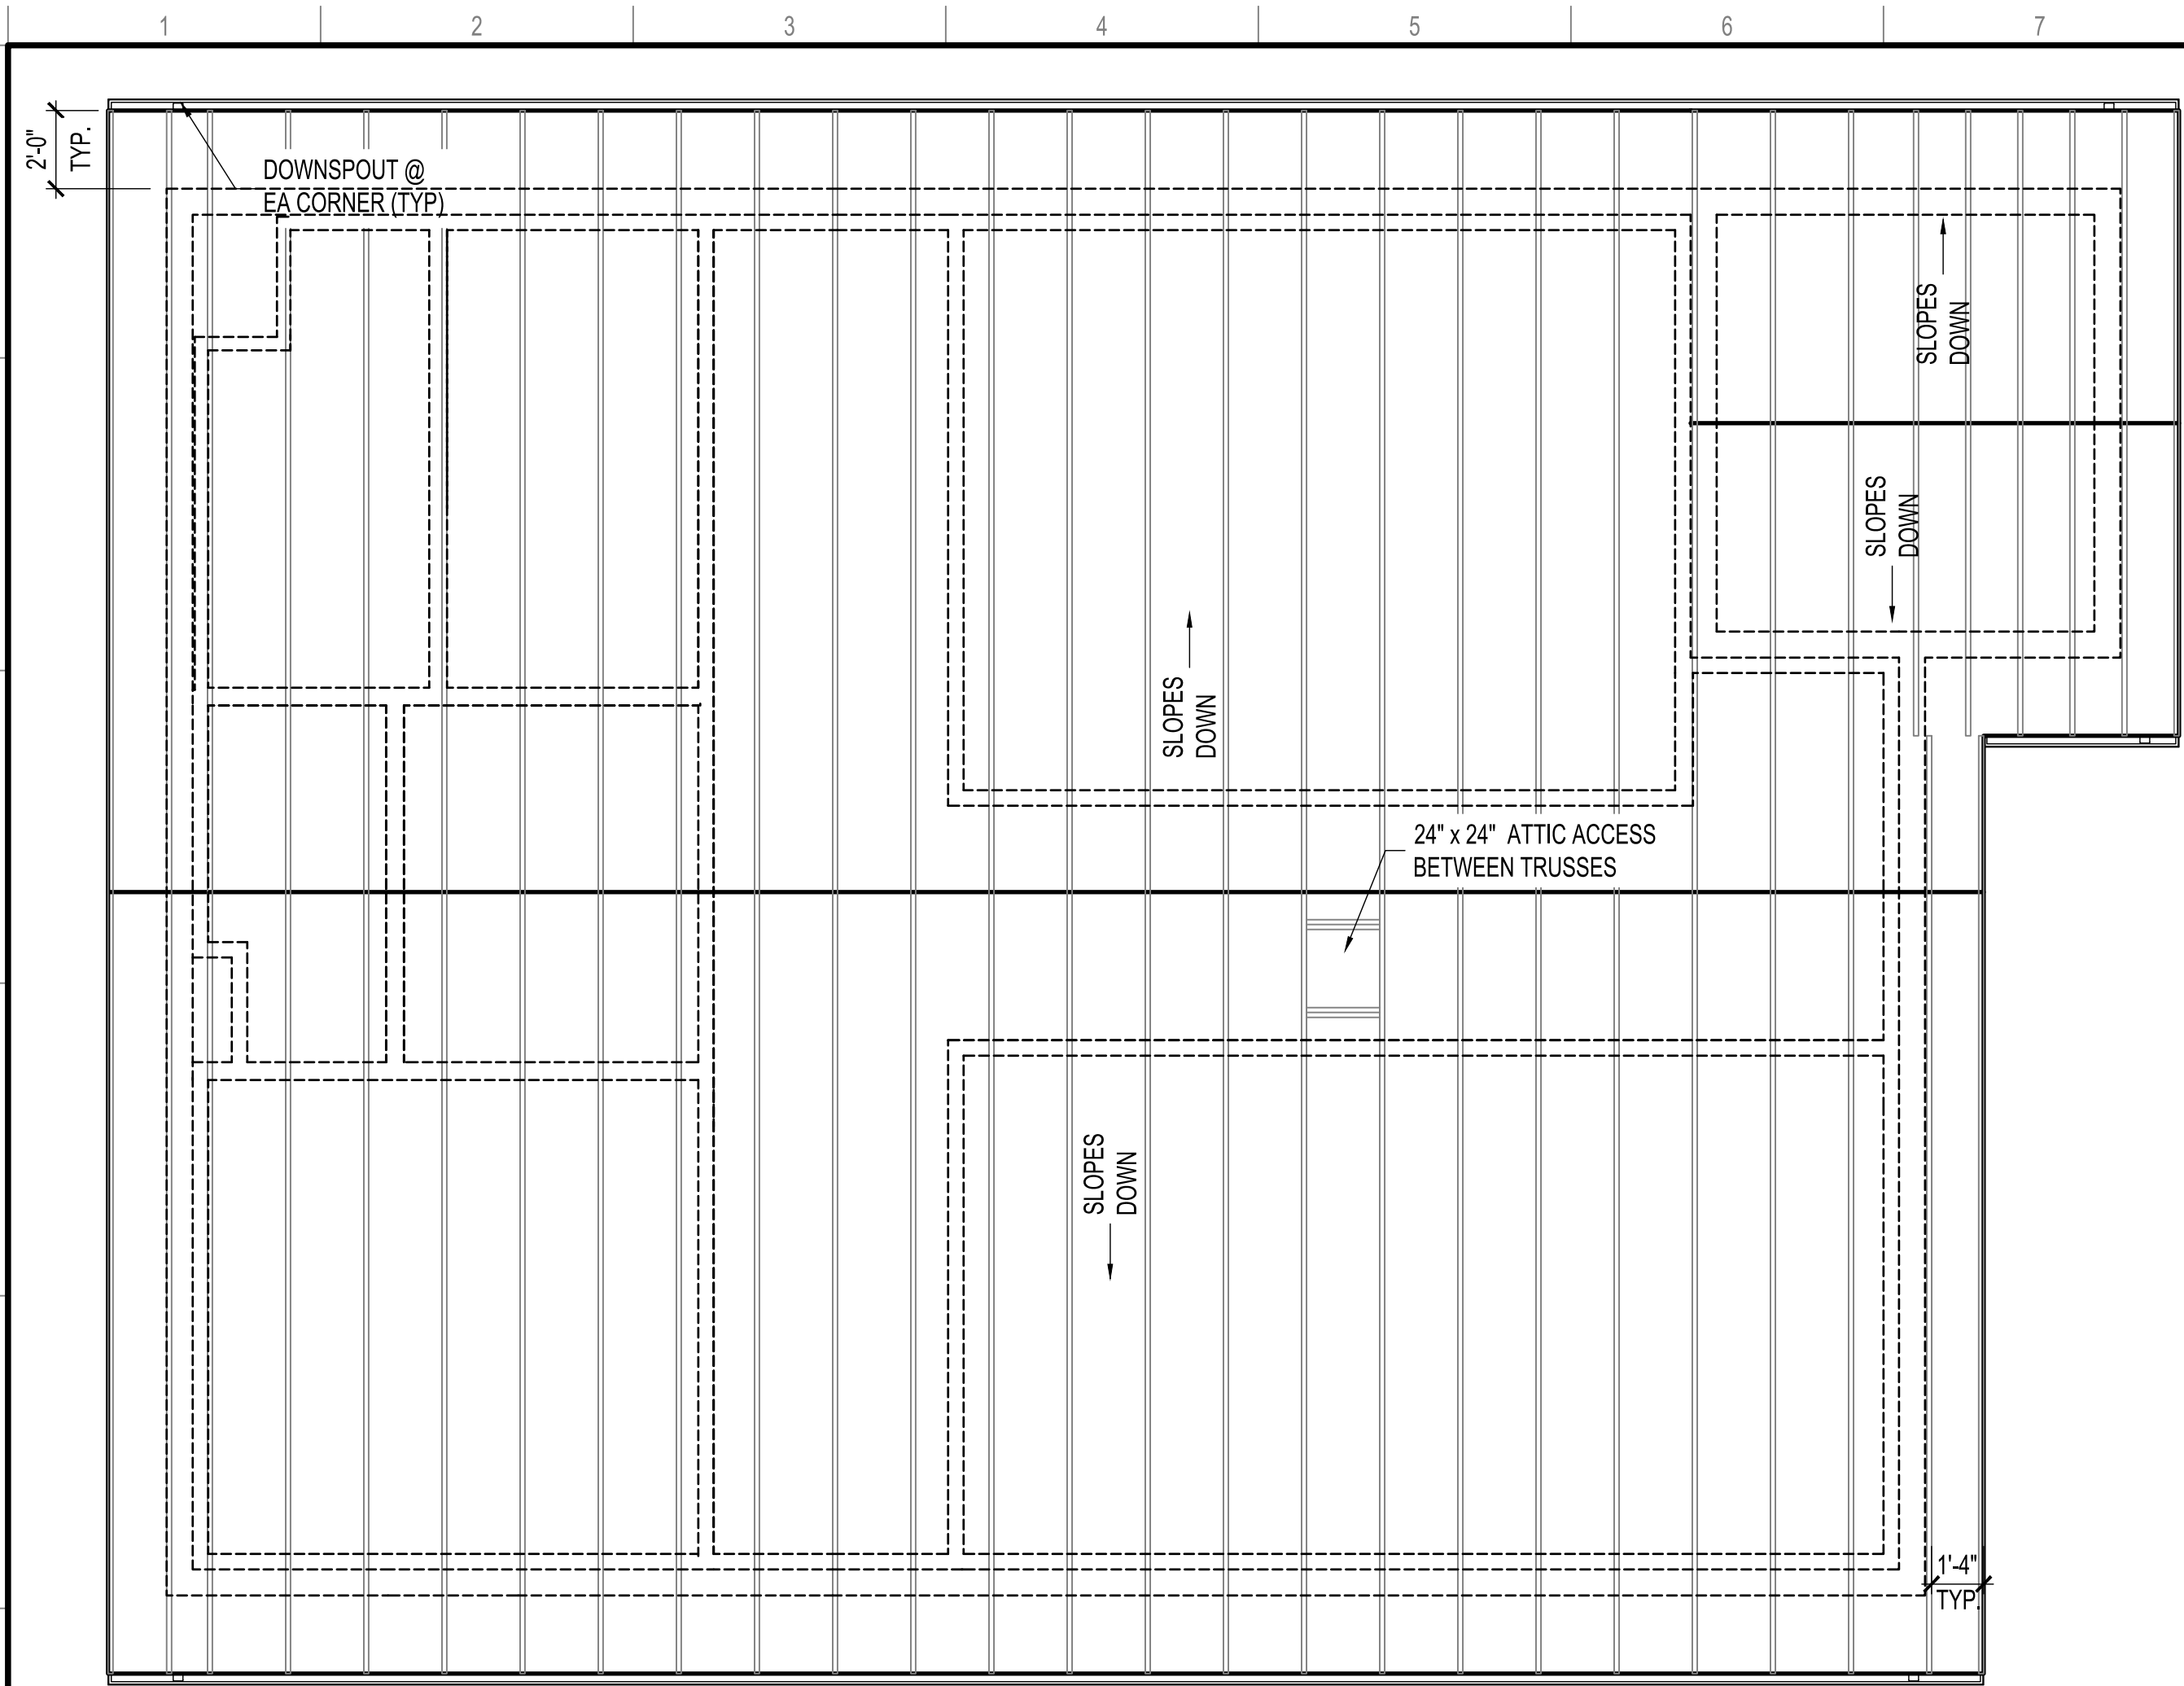 1 2 3 4 5 6 7
2'-0"
TYP.
DOWNSPOUT @
EA CORNER (TYP)
SLOPES
DOWN
SLOPES
DOWN
SLOPES
DOWN
24" x 24" ATTIC ACCESS
BETWEEN TRUSSES
SLOPES
DOWN
1'-4"
TYP.